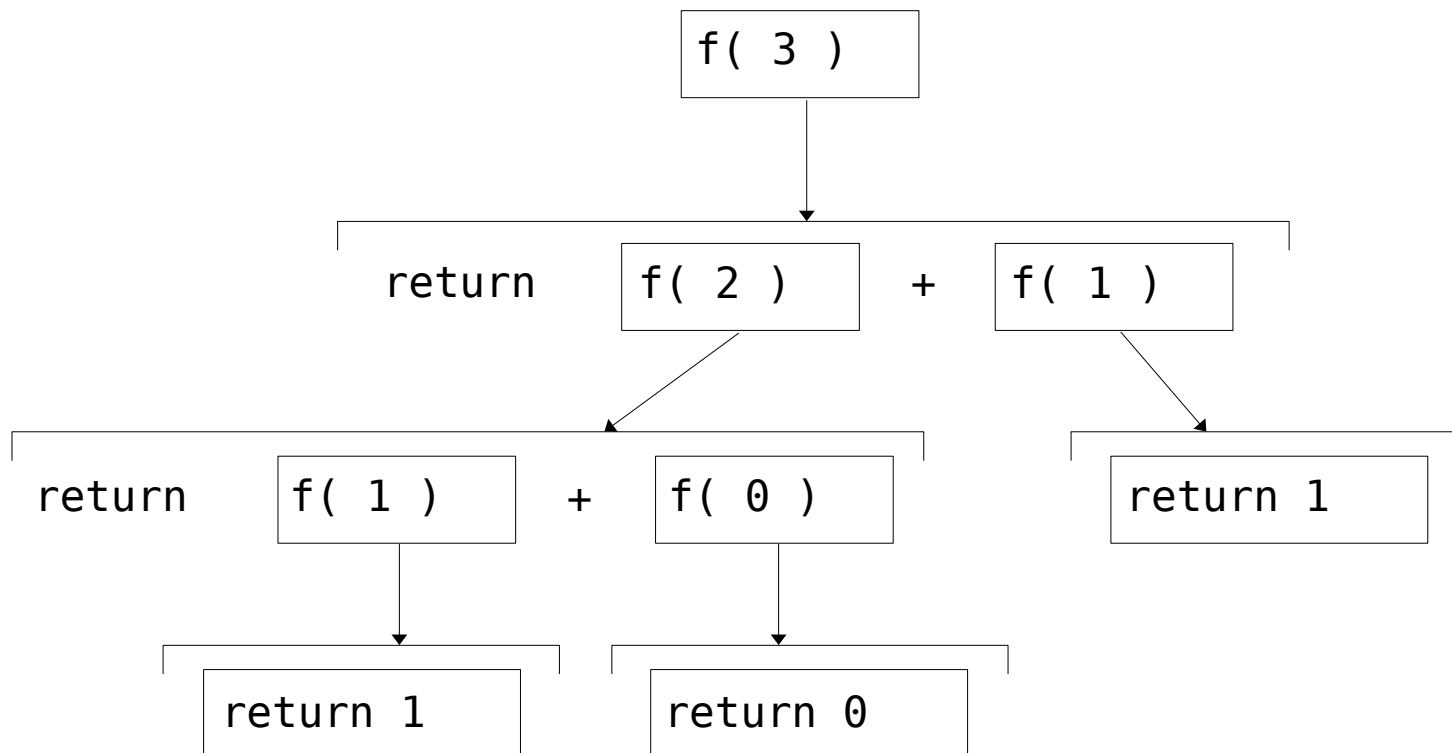 f( 3 )
return f( 2 ) + f( 1 )
return f( 1 ) + f( 0 ) return 1
return 1 return 0